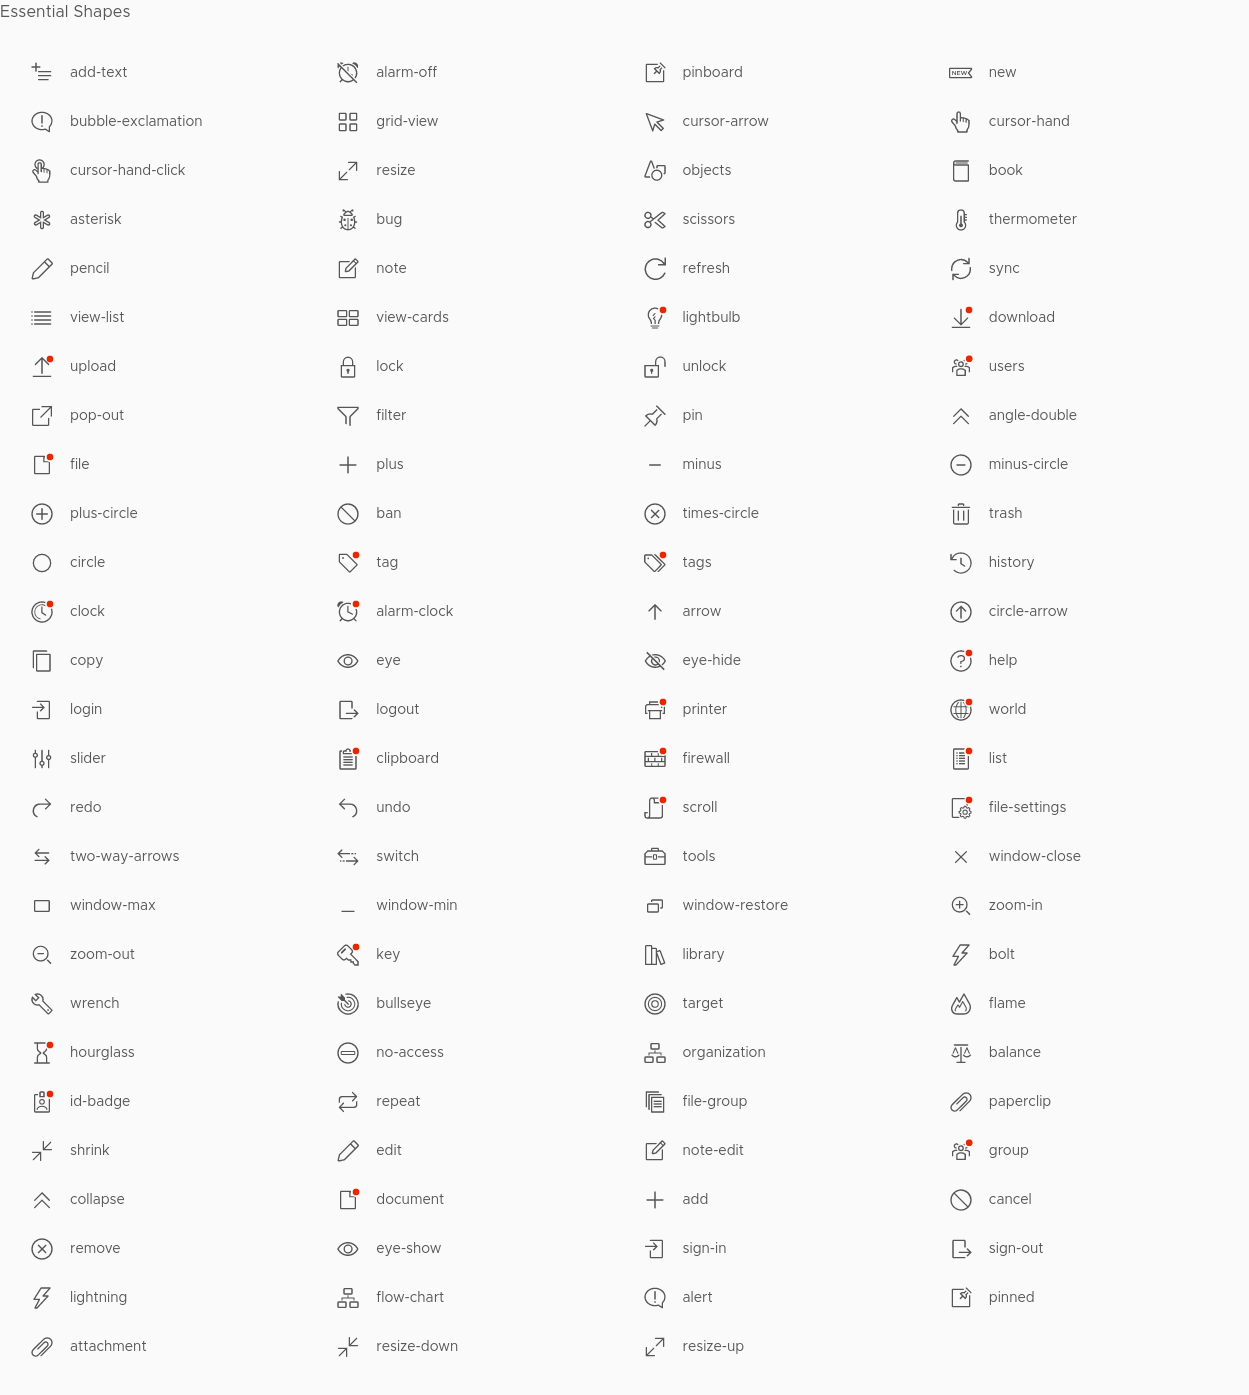 Essential Shapes
add-text
alarm-off
pinboard
NEW
new
bubble-exclamation
grid-view
cursor-arrow
cursor-hand
cursor-hand-click
resize
objects
book
asterisk
bug
scissors
thermometer
pencil
note
refresh
sync
view-list
view-cards
lightbulb
download
upload
lock
unlock
users
pop-out
filter
pin
angle-double
file
plus
minus
minus-circle
plus-circle
ban
times-circle
trash
circle
tag
tags
history
clock
alarm-clock
arrow
circle-arrow
copy
eye
eye-hide
help
login
logout
printer
world
slider
clipboard
firewall
list
redo
undo
scroll
file-settings
two-way-arrows
switch
tools
window-close
window-max
window-min
window-restore
zoom-in
zoom-out
key
library
bolt
wrench
bullseye
target
flame
hourglass
no-access
organization
balance
id-badge
repeat
file-group
paperclip
shrink
edit
note-edit
group
collapse
document
add
cancel
remove
eye-show
sign-in
sign-out
lightning
flow-chart
alert
pinned
attachment
resize-down
resize-up